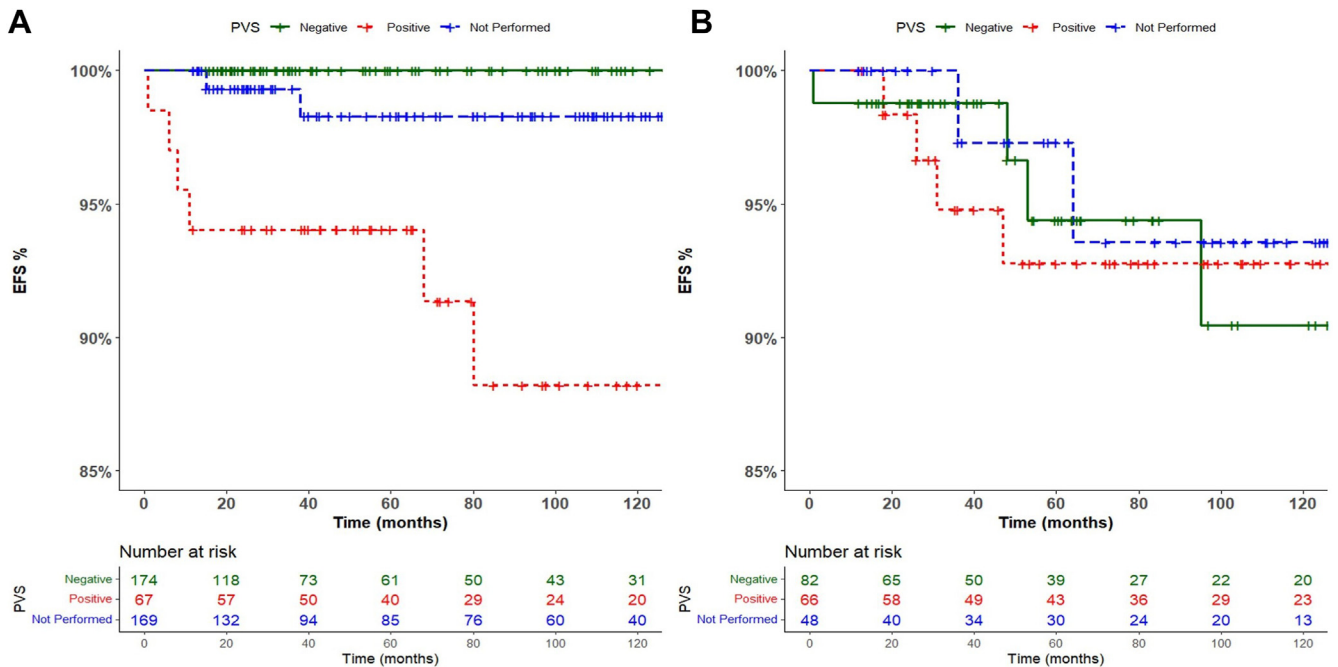 A
PVS Negative Positive Not Performed
100%
95%
90%
85%
EFS %
0 20 40 60 80 100 120
Time (months)
Number at risk
PVS
Negative 174 118 73 61 50 43 31
Positive 67 57 50 40 29 24 20
Not Performed 169 132 94 85 76 60 40
0 20 40 60 80 100 120
Time (months)
B
PVS Negative Positive Not Performed
100%
95%
90%
85%
EFS %
0 20 40 60 80 100 120
Time (months)
Number at risk
PVS
Negative 82 65 50 39 27 22 20
Positive 66 58 49 43 36 29 23
Not Performed 48 40 34 30 24 20 13
0 20 40 60 80 100 120
Time (months)